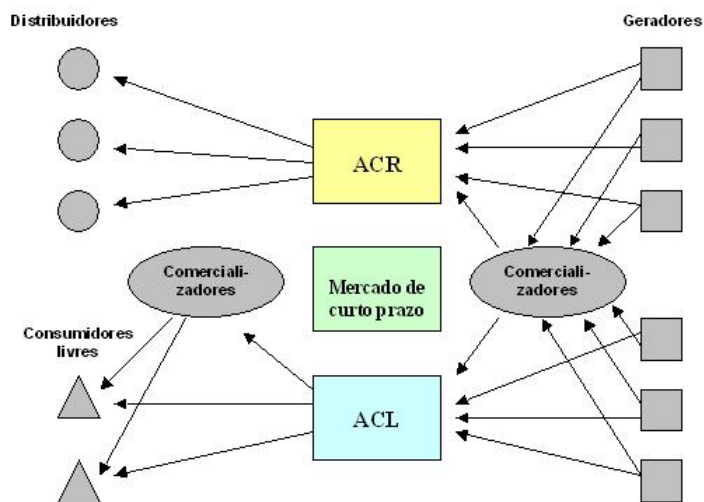 Distribuidores
Geradores
ACR
Comerciali-
zadores
Mercado de
curto prazo
Comerciali-
zadores
Consumidores
livres
ACL